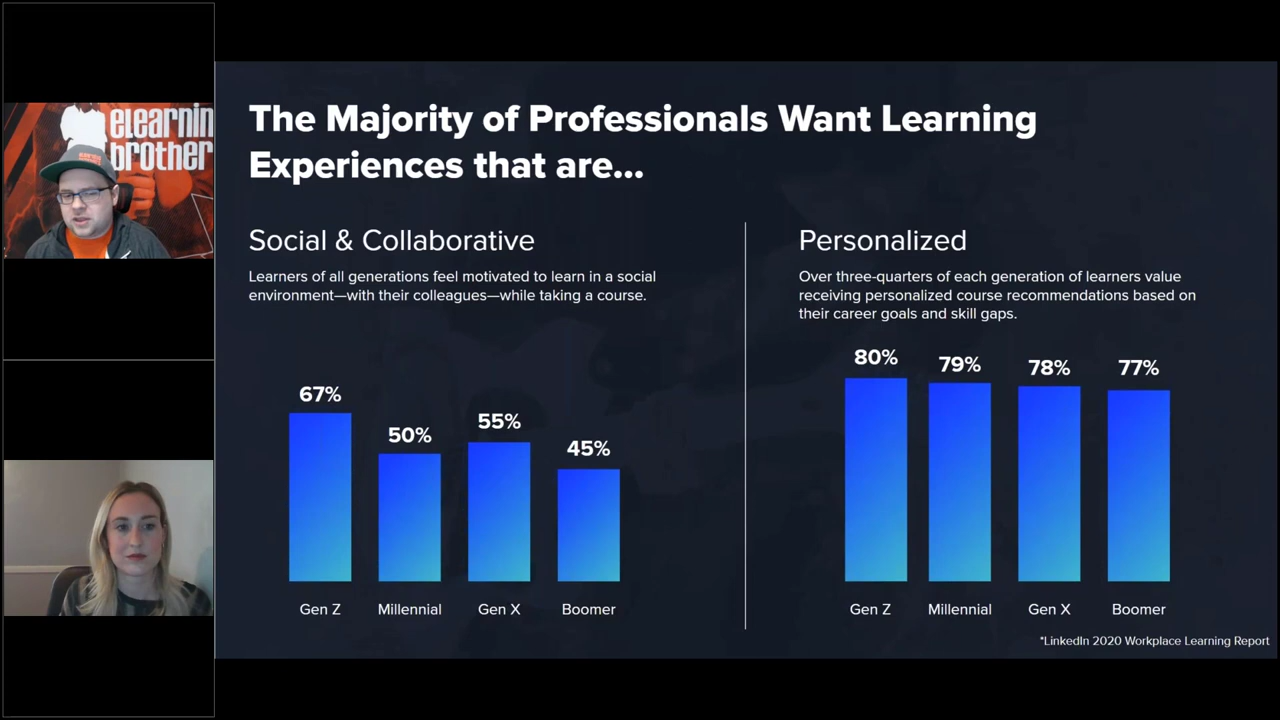 elearnin
brother
The Majority of Professionals Want Learning
Experiences that are...
Social & Collaborative
Learners of all generations feel motivated to learn in a social
environment—with their colleagues—while taking a course.
67%
50%
55%
45%
Gen Z
Millennial
Gen X
Boomer
Personalized
Over three-quarters of each generation of learners value
receiving personalized course recommendations based on
their career goals and skill gaps.
80%
79%
78%
77%
Gen Z
Millennial
Gen X
Boomer
*LinkedIn 2020 Workplace Learning Report